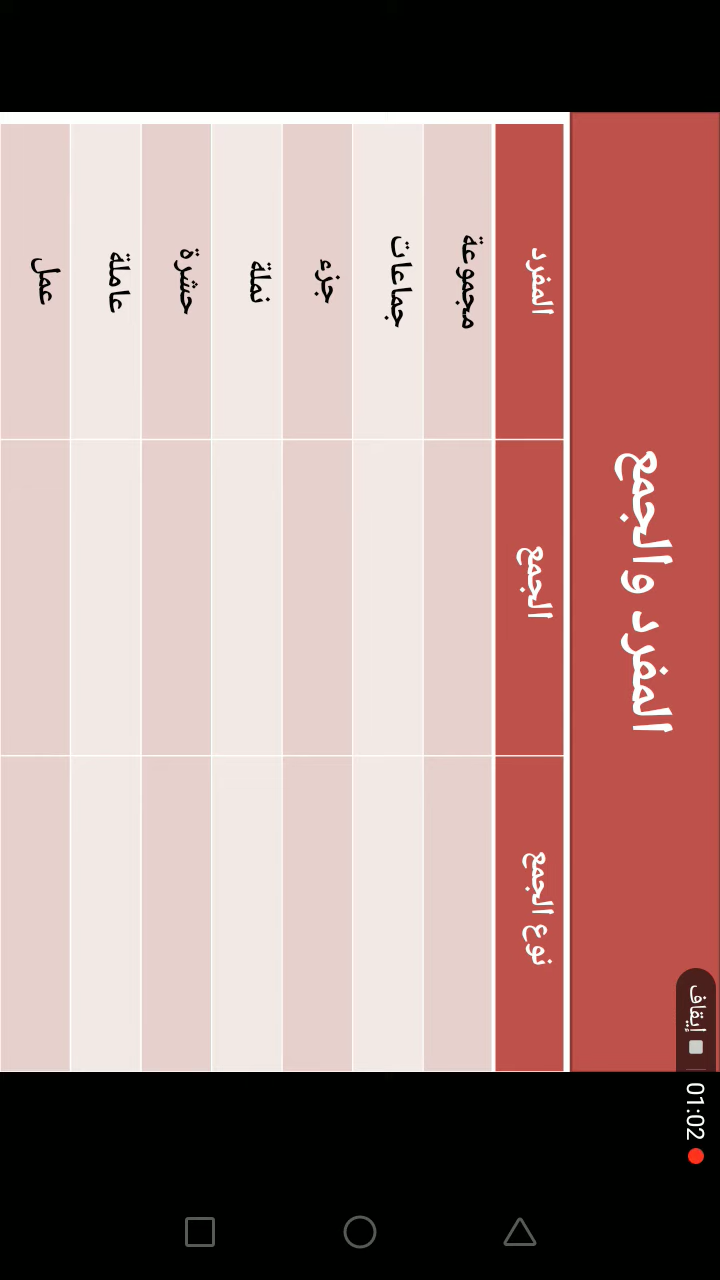 المفرد والجمع
المفرد الجمع نوع الجمع
مجموعة
جماعات
جزء
نملة
حشرة
عاملة
عمل
إيقاف
01:02